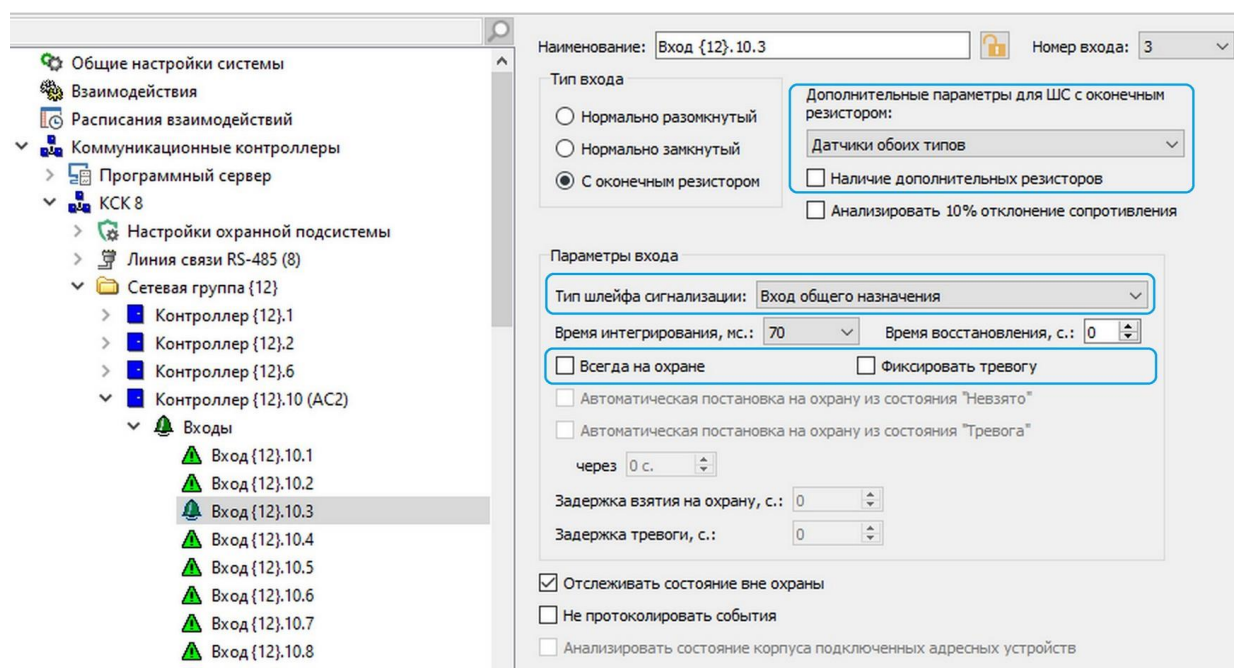 Общие настройки системы
Взаимодействия
Расписания взаимодействий
Коммуникационные контроллеры
Программный сервер
КСК 8
Настройки охранной подсистемы
Линия связи RS-485 (8)
Сетевая группа {12}
Контроллер {12}.1
Контроллер {12}.2
Контроллер {12}.6
Контроллер {12}.10 (АС2)
Входы
Вход {12}.10.1
Вход {12}.10.2
Вход {12}.10.3
Вход {12}.10.4
Вход {12}.10.5
Вход {12}.10.6
Вход {12}.10.7
Вход {12}.10.8
Наименование: Вход {12}.10.3 Номер входа: 3
Тип входа
Нормально разомкнутый
Нормально замкнутый
С оконечным резистором
Дополнительные параметры для ШС с оконечным
резистором:
Датчики обоих типов
Наличие дополнительных резисторов
Анализировать 10% отклонение сопротивления
Параметры входа
Тип шлейфа сигнализации: Вход общего назначения
Время интегрирования, мс.: 70 Время восстановления, с.: 0
Всегда на охране Фиксировать тревогу
Автоматическая постановка на охрану из состояния "Невзято"
Автоматическая постановка на охрану из состояния "Тревога"
через 0 с.
Задержка взятия на охрану, с.: 0
Задержка тревоги, с.: 0
Отслеживать состояние вне охраны
Не протоколировать события
Анализировать состояние корпуса подключенных адресных устройств